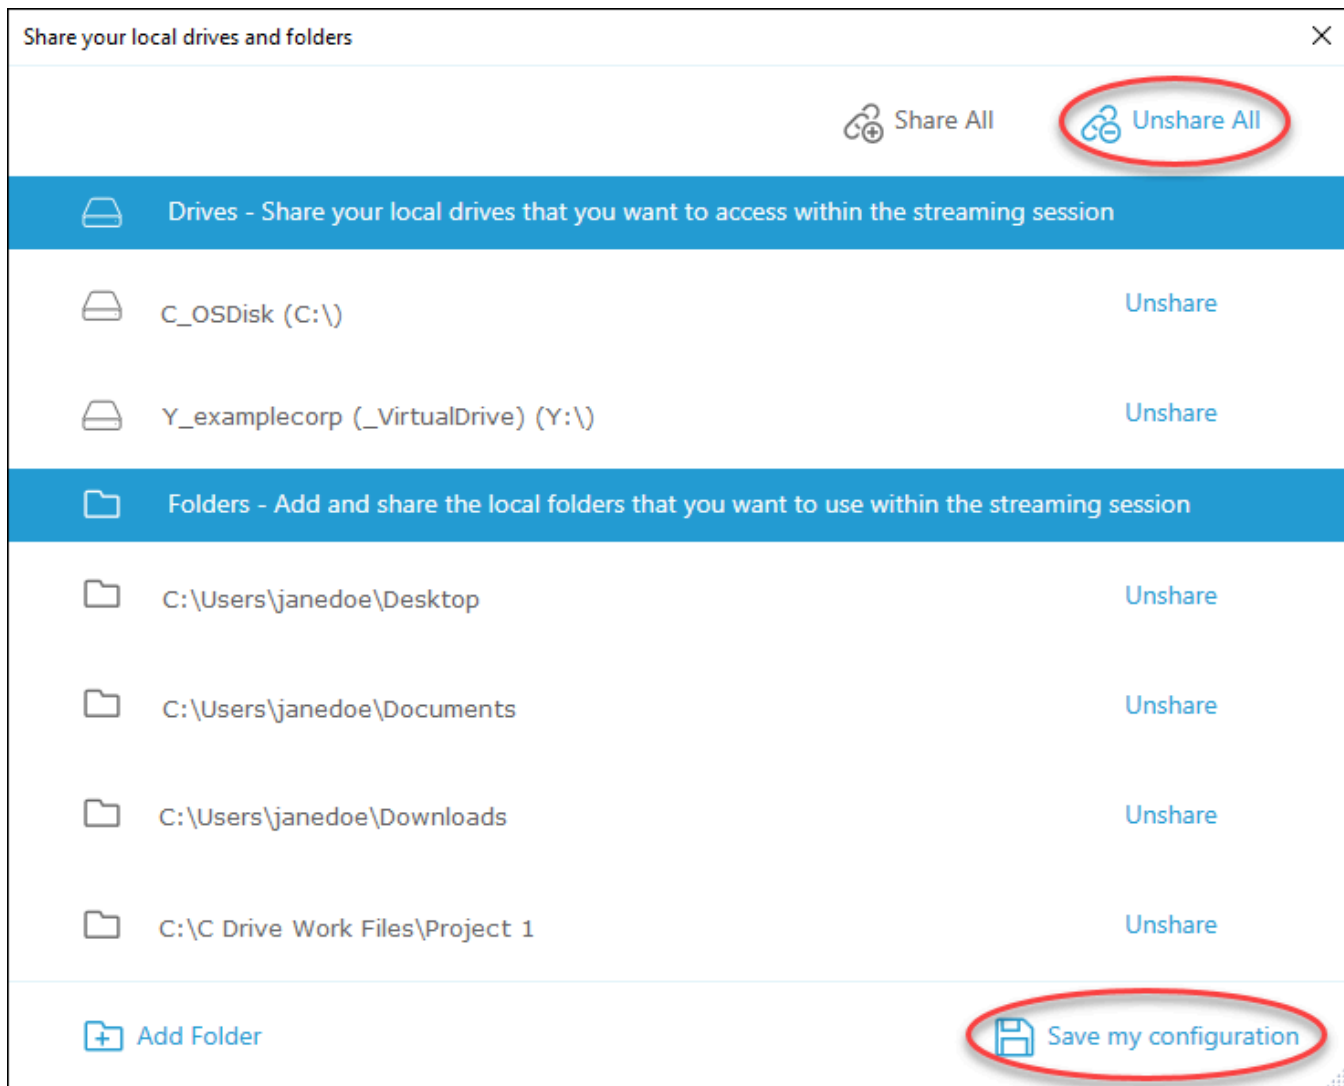 Share your local drives and folders
Share All
Unshare All
Drives - Share your local drives that you want to access within the streaming session
C_OSDisk (C:\)
Unshare
Y_examplecorp (_VirtualDrive) (Y:\)
Unshare
Folders - Add and share the local folders that you want to use within the streaming session
C:\Users\janedoe\Desktop
Unshare
C:\Users\janedoe\Documents
Unshare
C:\Users\janedoe\Downloads
Unshare
C:\C Drive Work Files\Project 1
Unshare
Add Folder
Save my configuration